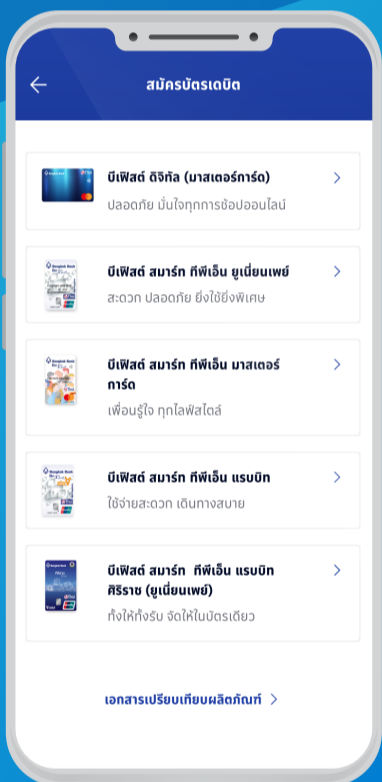 สมัครบัตรเดบิต
บีเฟิสต์ ดิจิทัล (มาสเตอร์การ์ด)
ปลอดภัย มั่นใจทุกการช้อปออนไลน์
บีเฟิสต์ สมาร์ท ทีพีเอ็น ยูเนี่ยนเพย์
สะดวก ปลอดภัย ยิ่งใช้ยิ่งพิเศษ
บีเฟิสต์ สมาร์ท ทีพีเอ็น มาสเตอร์
การ์ด
เพื่อนรู้ใจ ทุกไลฟ์สไตล์
บีเฟิสต์ สมาร์ท ทีพีเอ็น แรบบิท
ใช้จ่ายสะดวก เดินทางสบาย
บีเฟิสต์ สมาร์ท ทีพีเอ็น แรบบิท
ศิริราช (ยูเนี่ยนเพย์)
ทั้งให้ทั้งรับ จัดให้ในบัตรเดียว
เอกสารเปรียบเทียบผลิตภัณฑ์